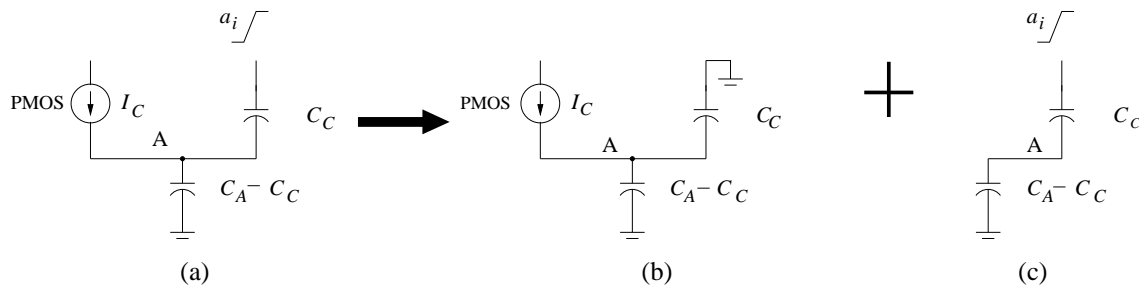 a_i
a_i
PMOS I_C C_C
PMOS I_C C_C
C_C
A
A
A
C_A − C_C
C_A − C_C
C_A − C_C
(a)
(b)
(c)